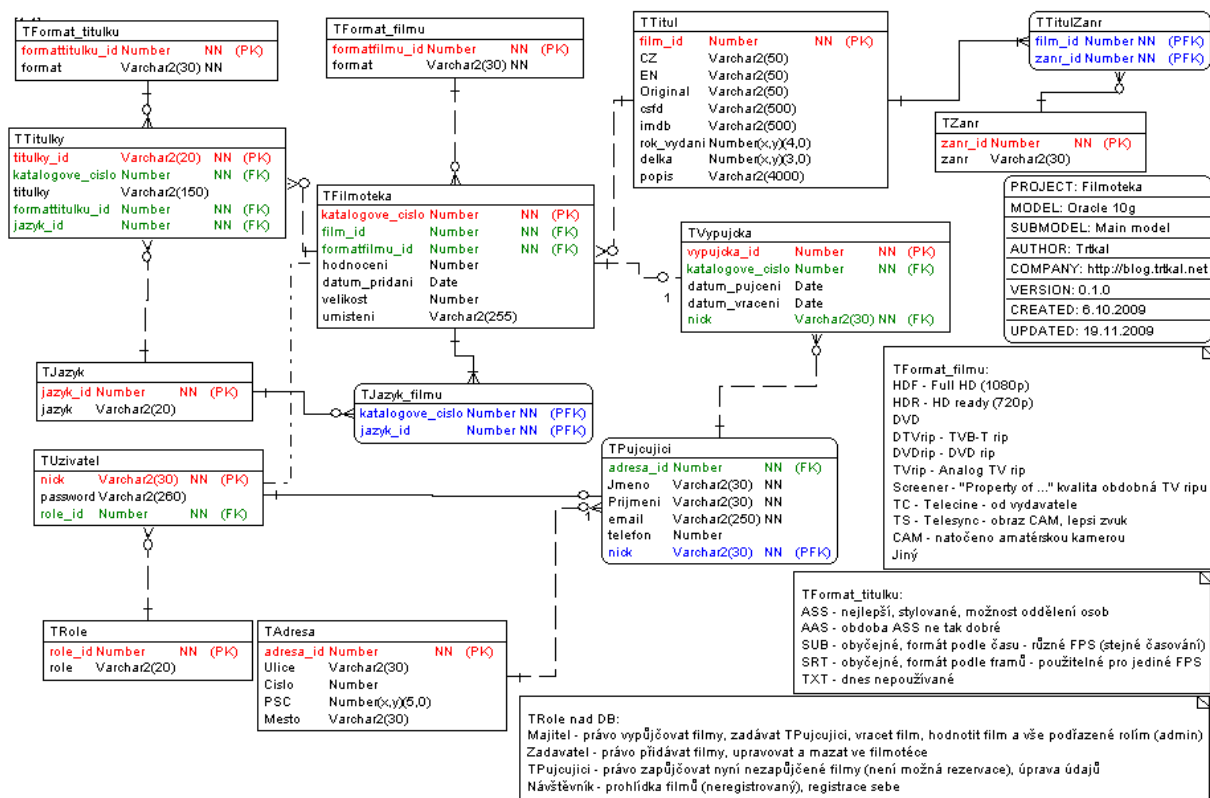 TFormat_titulku
formattitulku_id Number NN (PK)
format Varchar2(30) NN
TFormat_filmu
formatfilmu_id Number NN (PK)
format Varchar2(30) NN
TTitul
film_id Number NN (PK)
CZ Varchar2(50)
EN Varchar2(50)
Original Varchar2(50)
csfd Varchar2(500)
imdb Varchar2(500)
rok_vydani Number(x,y)(4,0)
delka Number(x,y)(3,0)
popis Varchar2(4000)
TTitulZanr
film_id Number NN (PFK)
zanr_id Number NN (PFK)
TZanr
zanr_id Number NN (PK)
zanr Varchar2(30)
TTitulky
titulky_id Varchar2(20) NN (PK)
katalogove_cislo Number NN (FK)
titulky Varchar2(150)
formattitulku_id Number NN (FK)
jazyk_id Number NN (FK)
TFilmoteka
katalogove_cislo Number NN (PK)
film_id Number NN (FK)
formatfilmu_id Number NN (FK)
hodnoceni Number
datum_pridani Date
velikost Number
umisteni Varchar2(255)
TVypujcka
vypujcka_id Number NN (PK)
katalogove_cislo Number NN (FK)
datum_pujceni Date
datum_vraceni Date
nick Varchar2(30) NN (FK)
1
PROJECT: Filmoteka
MODEL: Oracle 10g
SUBMODEL: Main model
AUTHOR: Trtkal
COMPANY: http://blog.trtkal.net
VERSION: 0.1.0
CREATED: 6.10.2009
UPDATED: 19.11.2009
TJazyk
jazyk_id Number NN (PK)
jazyk Varchar2(20)
TJazyk_filmu
katalogove_cislo Number NN (PFK)
jazyk_id Number NN (PFK)
TFormat_filmu:
HDF - Full HD (1080p)
HDR - HD ready (720p)
DVD
DTVrip - TVB-T rip
DVDrip - DVD rip
TVrip - Analog TV rip
Screener - "Property of ..." kvalita obdobná TV ripu
TC - Telecine - od vydavatele
TS - Telesync - obraz CAM, lepsi zvuk
CAM - natočeno amatérskou kamerou
Jiný
TUzivatel
nick Varchar2(30) NN (PK)
password Varchar2(260)
role_id Number NN (FK)
TPujcujici
adresa_id Number NN (FK)
Jmeno Varchar2(30) NN
Prijmeni Varchar2(30) NN
email Varchar2(250) NN
telefon Number
nick Varchar2(30) NN (PFK)
1
TFormat_titulku:
ASS - nejlepší, stylované, možnost oddělení osob
AAS - obdoba ASS ne tak dobré
SUB - obyčejné, formát podle času - různé FPS (stejné časování)
SRT - obyčejné, formát podle framů - použitelné pro jediné FPS
TXT - dnes nepoužívané
TRole
role_id Number NN (PK)
role Varchar2(20)
TAdresa
adresa_id Number NN (PK)
Ulice Varchar2(30)
Cislo Number
PSC Number(x,y)(5,0)
Mesto Varchar2(30)
TRole nad DB:
Majitel - právo vypůjčovat filmy, zadávat TPujcujici, vracet film, hodnotit film a vše podřazené rolím (admin)
Zadavatel - právo přidávat filmy, upravovat a mazat ve filmotéce
TPujcujici - právo zapůjčovat nyní nezapůjčené filmy (není možná rezervace), úprava údajů
Návštěvník - prohlídka filmů (neregistrovaný), registrace sebe